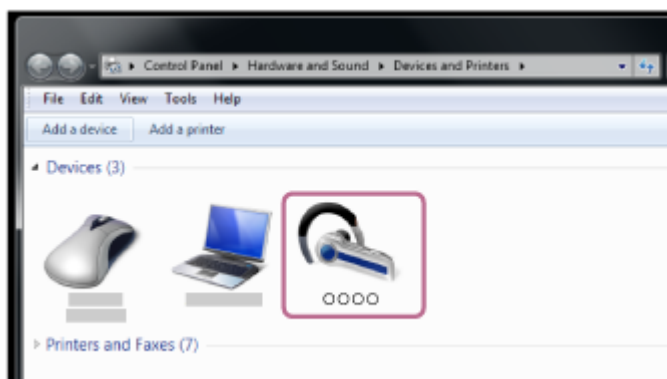 Control Panel ▸ Hardware and Sound ▸ Devices and Printers ▸
File Edit View Tools Help
Add a device Add a printer
Devices (3)
○○○○
Printers and Faxes (7)